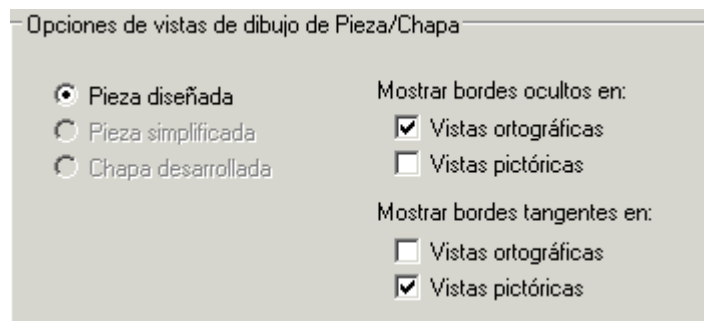 Opciones de vistas de dibujo de Pieza/Chapa
Pieza diseñada
Pieza simplificada
Chapa desarrollada
Mostrar bordes ocultos en:
Vistas ortográficas
Vistas pictóricas
Mostrar bordes tangentes en:
Vistas ortográficas
Vistas pictóricas